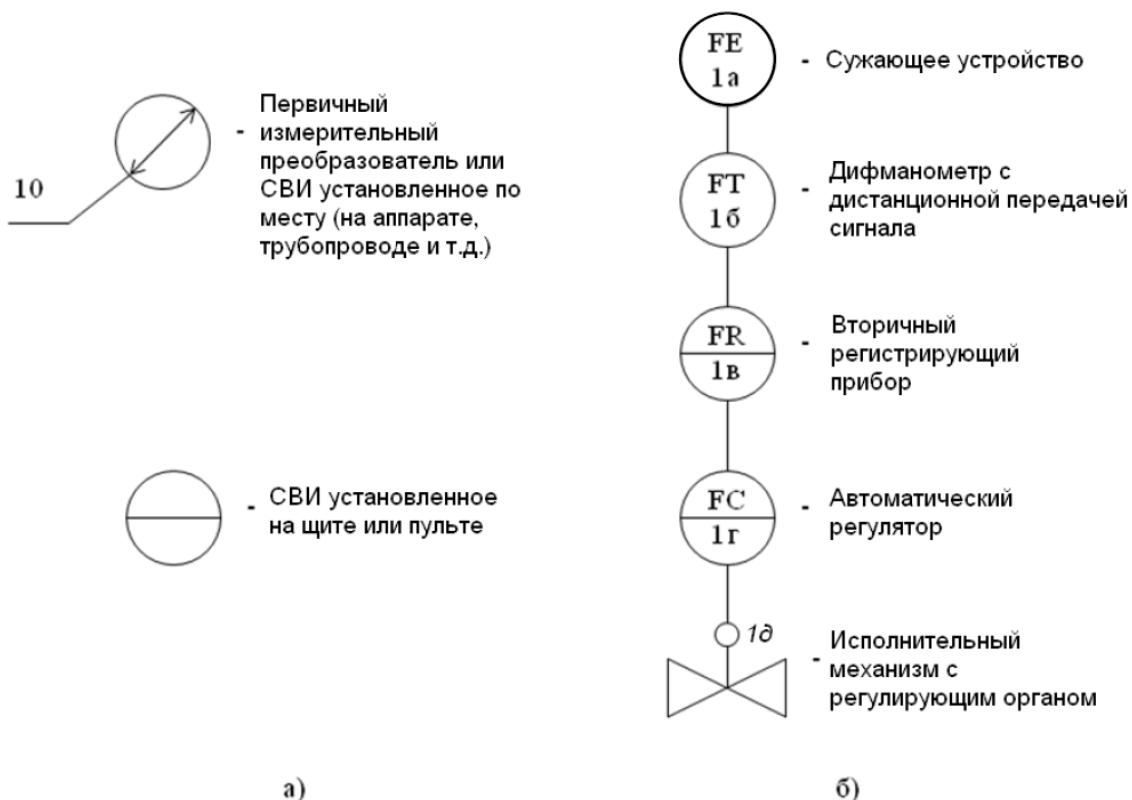 10
- Первичный
измерительный
преобразователь или
СВИ установленное по
месту (на аппарате,
трубопроводе и т.д.)
- СВИ установленное
на щите или пульте
а)
FE
1а
- Сужающее устройство
FT
1б
- Дифманометр с
дистанционной передачей
сигнала
FR
1в
- Вторичный
регистрирующий
прибор
FC
1г
- Автоматический
регулятор
1д
- Исполнительный
механизм с
регулирующим органом
б)